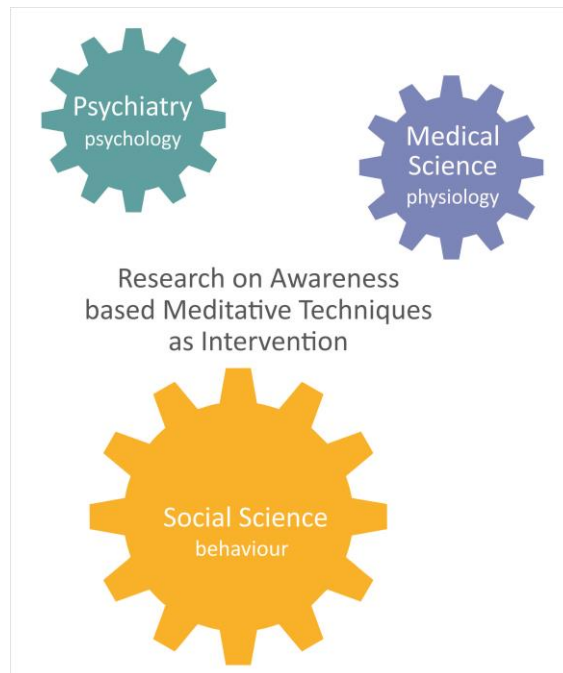 Psychiatry
psychology
Medical
Science
physiology
Research on Awareness
based Meditative Techniques
as Intervention
Social Science
behaviour